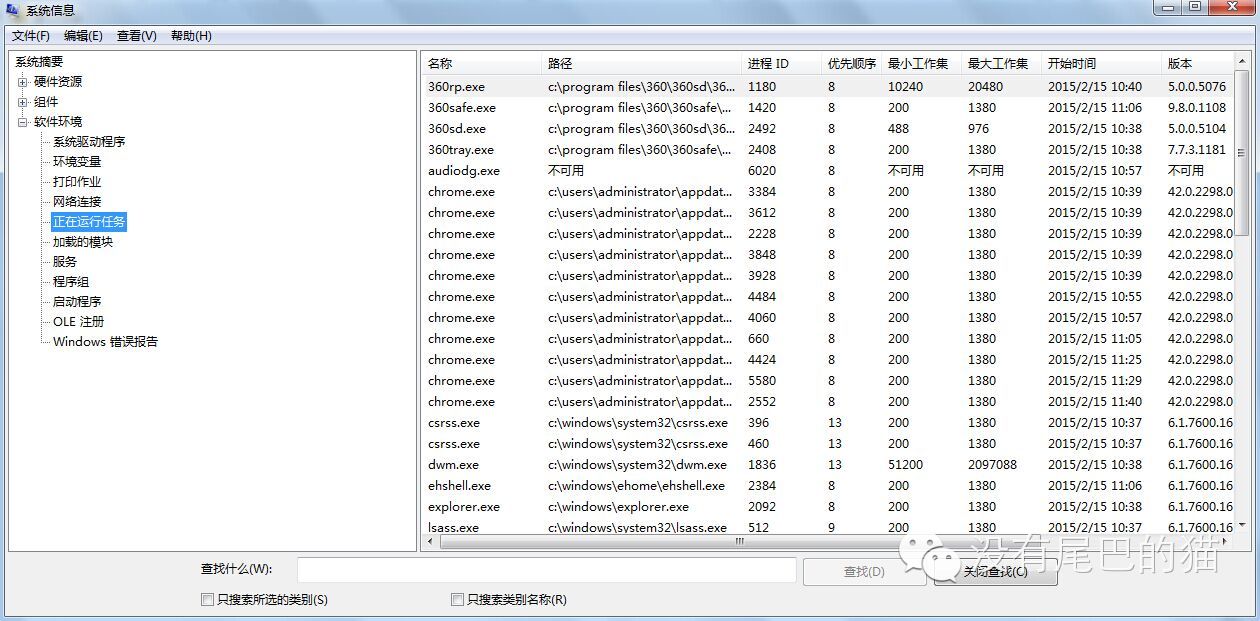 系统信息
文件(F) 编辑(E) 查看(V) 帮助(H)
系统摘要
硬件资源
组件
软件环境
系统驱动程序
环境变量
打印作业
网络连接
正在运行任务
加载的模块
服务
程序组
启动程序
OLE 注册
Windows 错误报告
名称 路径 进程 ID 优先顺序 最小工作集 最大工作集 开始时间 版本
360rp.exe c:\program files\360\360sd\36... 1180 8 10240 20480 2015/2/15 10:40 5.0.0.5076
360safe.exe c:\program files\360\360safe\... 1420 8 200 1380 2015/2/15 11:06 9.8.0.1108
360sd.exe c:\program files\360\360sd\36... 2492 8 488 976 2015/2/15 10:38 5.0.0.5104
360tray.exe c:\program files\360\360safe\... 2408 8 200 1380 2015/2/15 10:38 7.7.3.1181
audiodg.exe 不可用 6020 8 不可用 不可用 2015/2/15 10:57 不可用
chrome.exe c:\users\administrator\appdat... 3384 8 200 1380 2015/2/15 10:39 42.0.2298.0
chrome.exe c:\users\administrator\appdat... 3612 8 200 1380 2015/2/15 10:39 42.0.2298.0
chrome.exe c:\users\administrator\appdat... 2228 8 200 1380 2015/2/15 10:39 42.0.2298.0
chrome.exe c:\users\administrator\appdat... 3848 8 200 1380 2015/2/15 10:39 42.0.2298.0
chrome.exe c:\users\administrator\appdat... 3928 8 200 1380 2015/2/15 10:39 42.0.2298.0
chrome.exe c:\users\administrator\appdat... 4484 8 200 1380 2015/2/15 10:55 42.0.2298.0
chrome.exe c:\users\administrator\appdat... 4060 8 200 1380 2015/2/15 10:57 42.0.2298.0
chrome.exe c:\users\administrator\appdat... 660 8 200 1380 2015/2/15 11:05 42.0.2298.0
chrome.exe c:\users\administrator\appdat... 4424 8 200 1380 2015/2/15 11:25 42.0.2298.0
chrome.exe c:\users\administrator\appdat... 5580 8 200 1380 2015/2/15 11:29 42.0.2298.0
chrome.exe c:\users\administrator\appdat... 2552 8 200 1380 2015/2/15 11:40 42.0.2298.0
csrss.exe c:\windows\system32\csrss.exe 396 13 200 1380 2015/2/15 10:37 6.1.7600.16
csrss.exe c:\windows\system32\csrss.exe 460 13 200 1380 2015/2/15 10:37 6.1.7600.16
dwm.exe c:\windows\system32\dwm.exe 1836 13 51200 2097088 2015/2/15 10:38 6.1.7600.16
ehshell.exe c:\windows\ehome\ehshell.exe 2384 8 200 1380 2015/2/15 11:06 6.1.7600.16
explorer.exe c:\windows\explorer.exe 2092 8 200 1380 2015/2/15 10:38 6.1.7600.16
lsass.exe c:\windows\system32\lsass.exe 512 9 200 1380 2015/2/15 10:37 6.1.7600.16
没有尾巴的猫
查找什么(W): 查找(D) 关闭查找(C)
只搜索所选的类别(S) 只搜索类别名称(R)